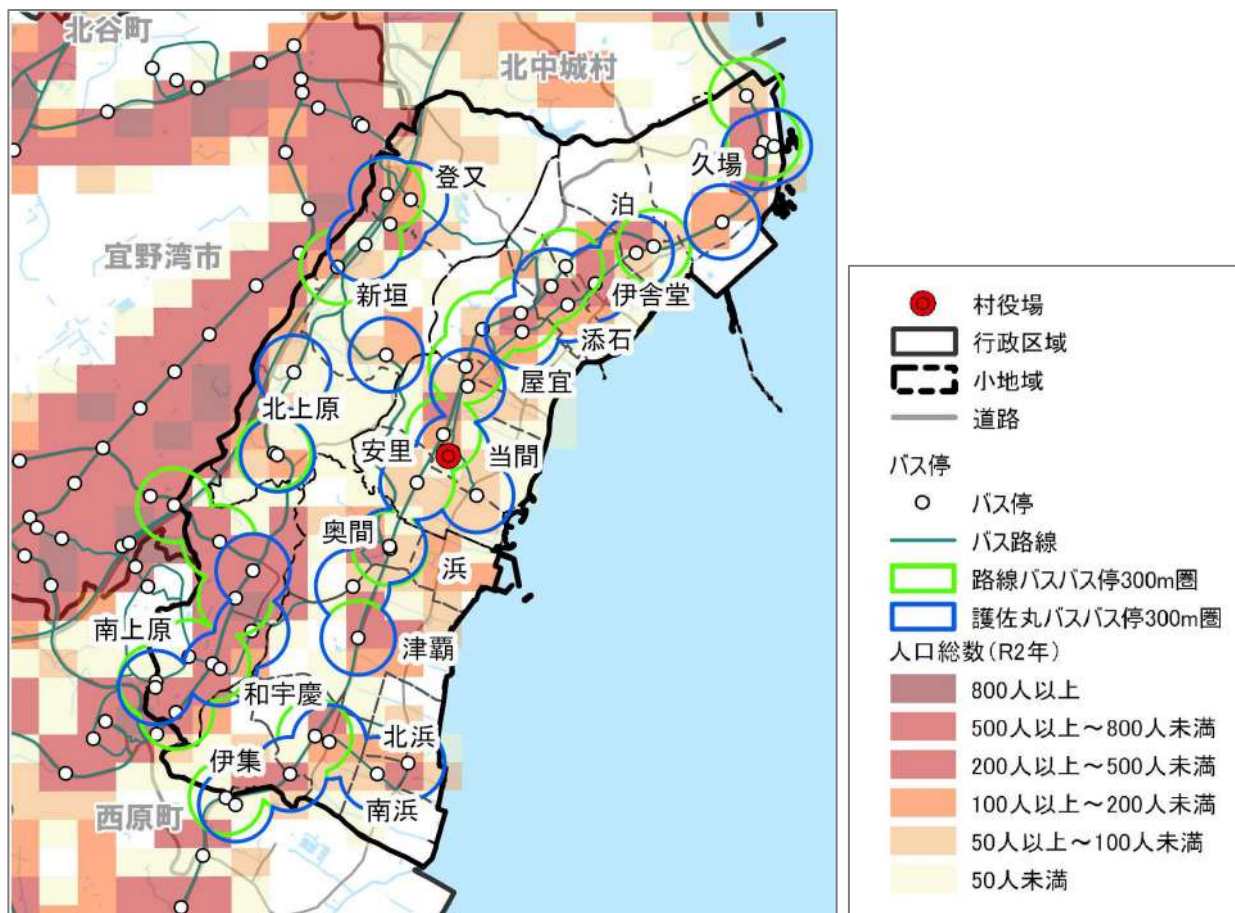 北谷町
北中城村
登又
久場
泊
宜野湾市
新垣
伊舎堂
添石
屋宜
北上原
安里
当間
奥間
浜
南上原
津覇
和宇慶
北浜
伊集
南浜
西原町
村役場
行政区域
小地域
道路
バス停
バス停
バス路線
路線バスバス停300m圏
護佐丸バスバス停300m圏
人口総数(R2年)
800人以上
500人以上～800人未満
200人以上～500人未満
100人以上～200人未満
50人以上～100人未満
50人未満